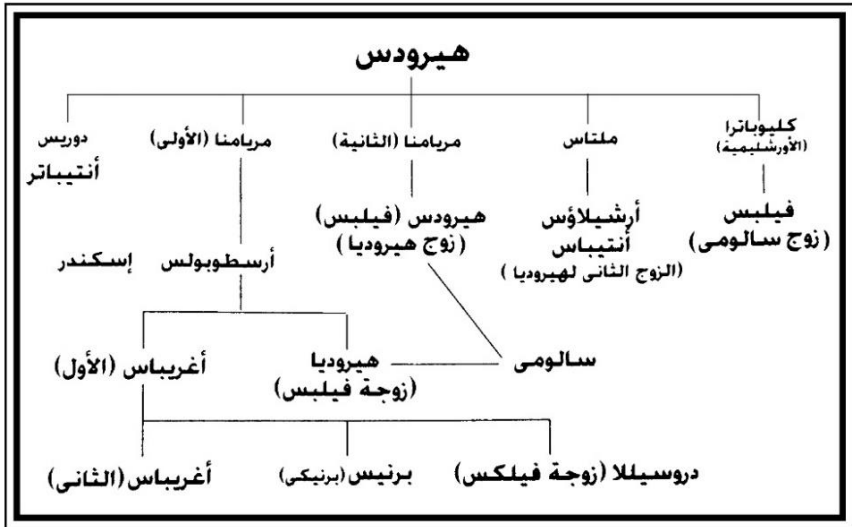 هيرودس
كليوباترا
(الأورشليمية)
ملتاس
مريامنا (الثانية)
مريامنا (الأولى)
دوريس
أنتيباتر
فيلبس
(زوج سالومى)
أرشيلاؤس
أنتيباس
(الزوج الثانى لهيروديا )
هيرودس (فيلبس)
(زوج هيروديا)
أرسطوبولس
إسكندر
سالومى
هيروديا
(زوجة فيلبس)
أغريباس (الأول)
دروسيللا (زوجة فيلكس)
برنيس (برنيكى)
أغريباس (الثانى)